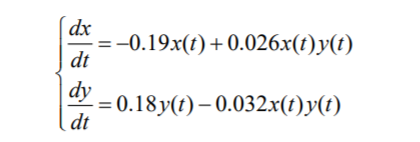 dx/dt = −0.19x(t) + 0.026x(t)y(t)
dy/dt = 0.18y(t) − 0.032x(t)y(t)